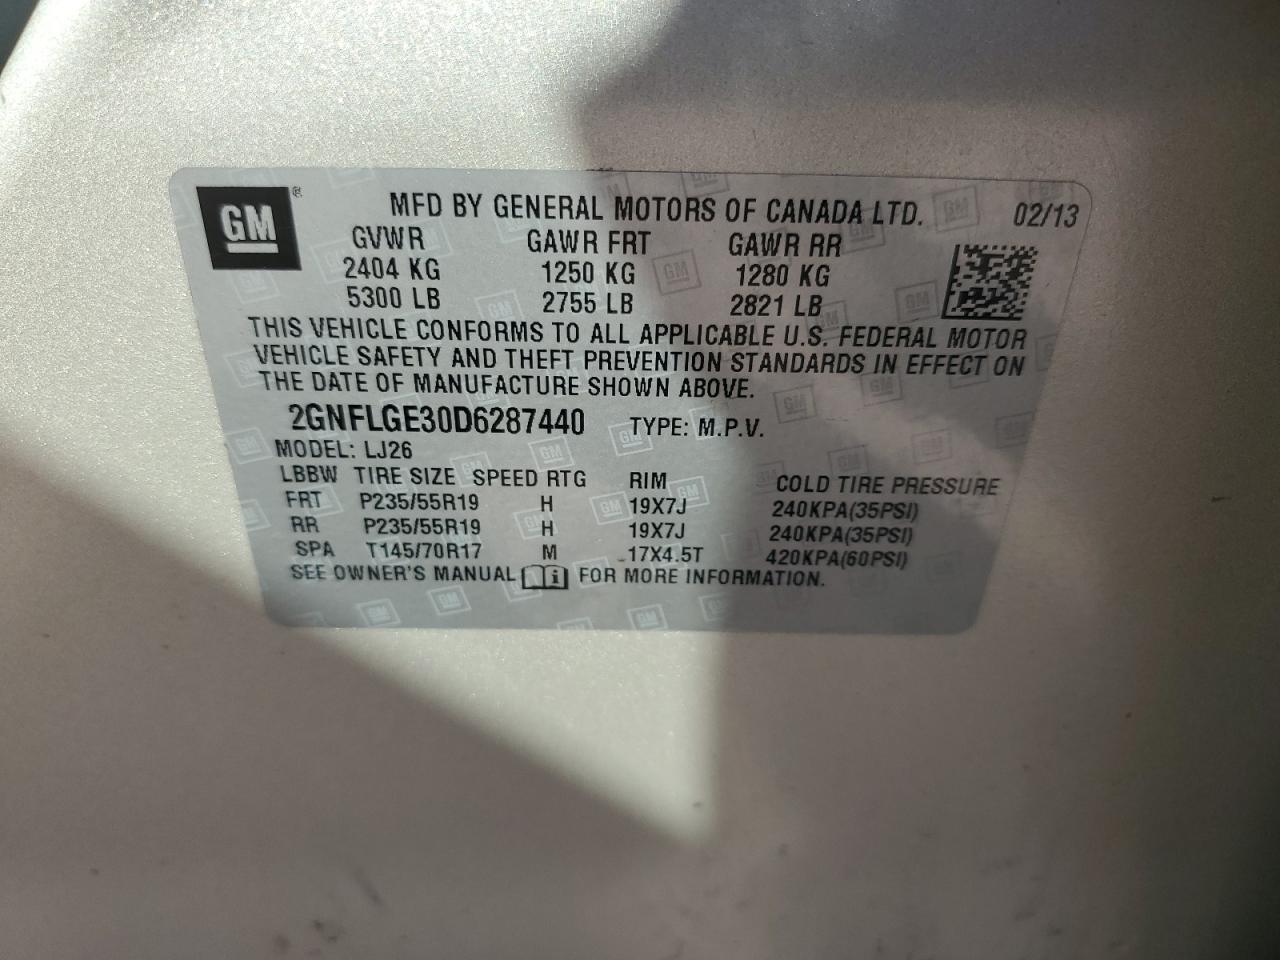 GM ® MFD BY GENERAL MOTORS OF CANADA LTD. 02/13
GVWR GAWR FRT GAWR RR
2404 KG 1250 KG 1280 KG
5300 LB 2755 LB 2821 LB
THIS VEHICLE CONFORMS TO ALL APPLICABLE U.S. FEDERAL MOTOR
VEHICLE SAFETY AND THEFT PREVENTION STANDARDS IN EFFECT ON
THE DATE OF MANUFACTURE SHOWN ABOVE.
2GNFLGE30D6287440 TYPE: M.P.V.
MODEL: LJ26
LBBW TIRE SIZE SPEED RTG RIM COLD TIRE PRESSURE
FRT P235/55R19 H 19X7J 240KPA(35PSI)
RR P235/55R19 H 19X7J 240KPA(35PSI)
SPA T145/70R17 M 17X4.5T 420KPA(60PSI)
SEE OWNER'S MANUAL i FOR MORE INFORMATION.